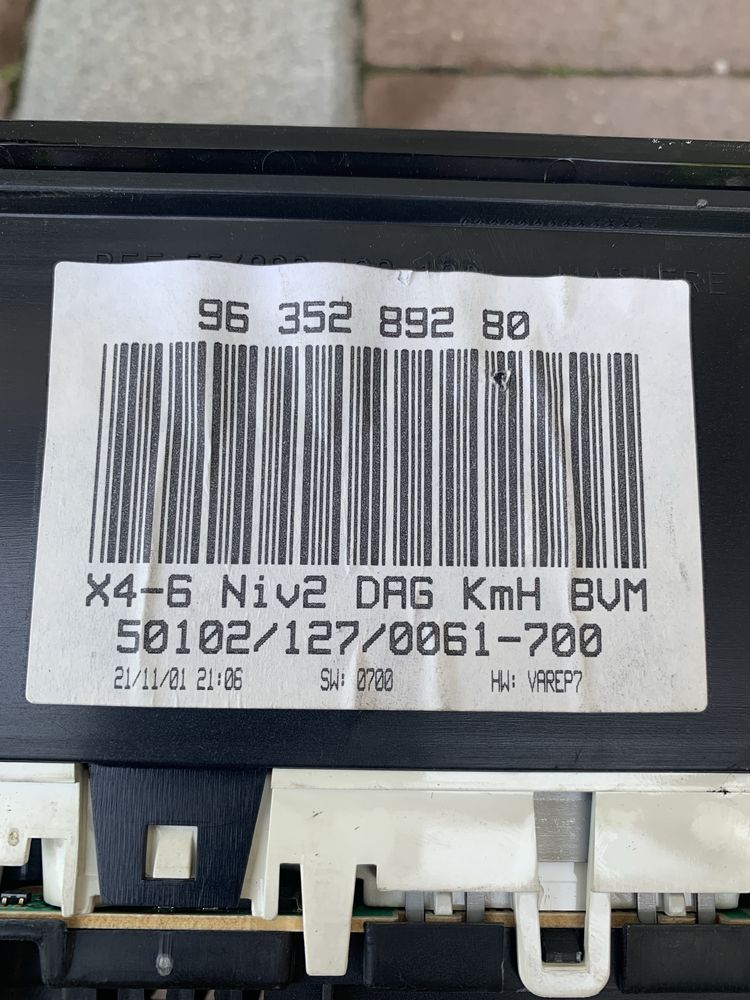 96 352 892 80
X4-6 Niv2 DAG KmH BVM
50102/127/0061-700
21/11/01 21:06 SW: 0700 HW: VAREP7